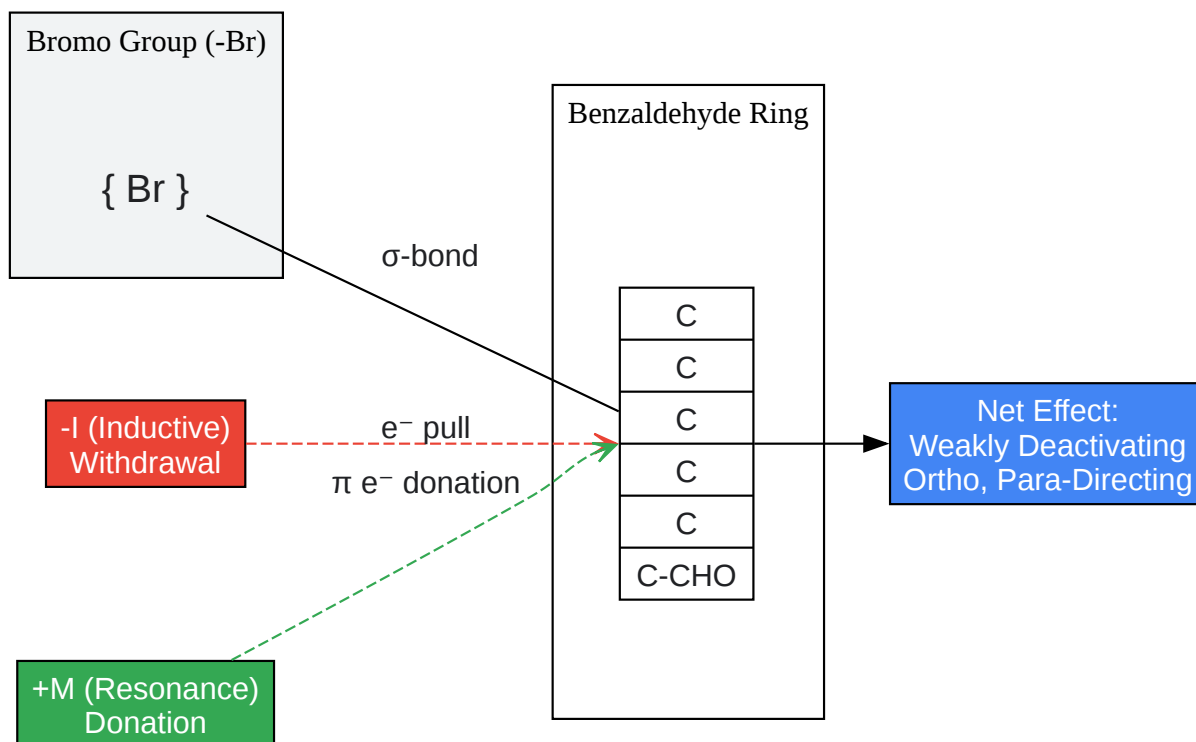 Bromo Group (-Br)
{ Br }
σ-bond
Benzaldehyde Ring
C
C
C
C
C
C-CHO
-I (Inductive)
Withdrawal
e⁻ pull
π e⁻ donation
+M (Resonance)
Donation
Net Effect:
Weakly Deactivating
Ortho, Para-Directing